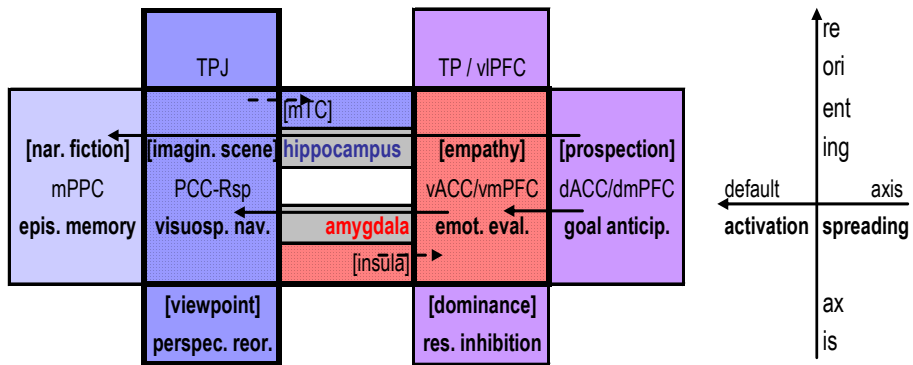 TPJ
TP / vlPFC
[mTC]
[nar. fiction]
[imagin. scene]
hippocampus
[empathy]
[prospection]
mPPC
PCC-Rsp
vACC/vmPFC
dACC/dmPFC
epis. memory
visuosp. nav.
amygdala
emot. eval.
goal anticip.
[insula]
[viewpoint]
[dominance]
perspec. reor.
res. inhibition
re
ori
ent
ing
default
axis
activation
spreading
ax
is